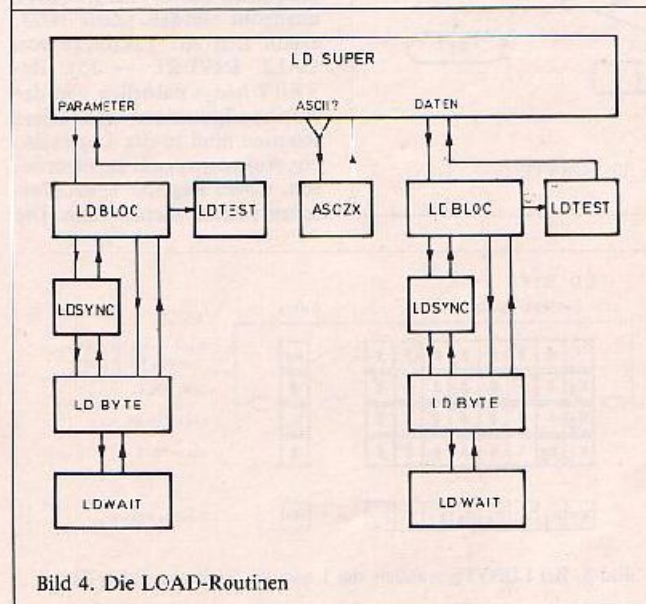 LD SUPER
PARAMETER ASCII? DATEN
LDBLOC LDTEST ASCZX LDBLOC LDTEST
LDSYNC LDSYNC
LDBYTE LDBYTE
LDWAIT LDWAIT
Bild 4. Die LOAD-Routinen